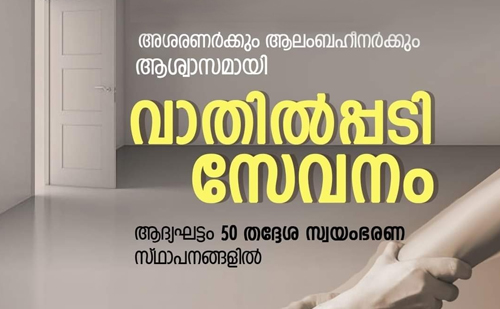 അശരണർക്കും ആലംബഹീനർക്കും
ആശ്വാസമായി
വാതിൽപ്പടി
സേവനം
ആദ്യഘട്ടം 50 തദ്ദേശ സ്വയംഭരണ
സ്ഥാപനങ്ങളിൽ